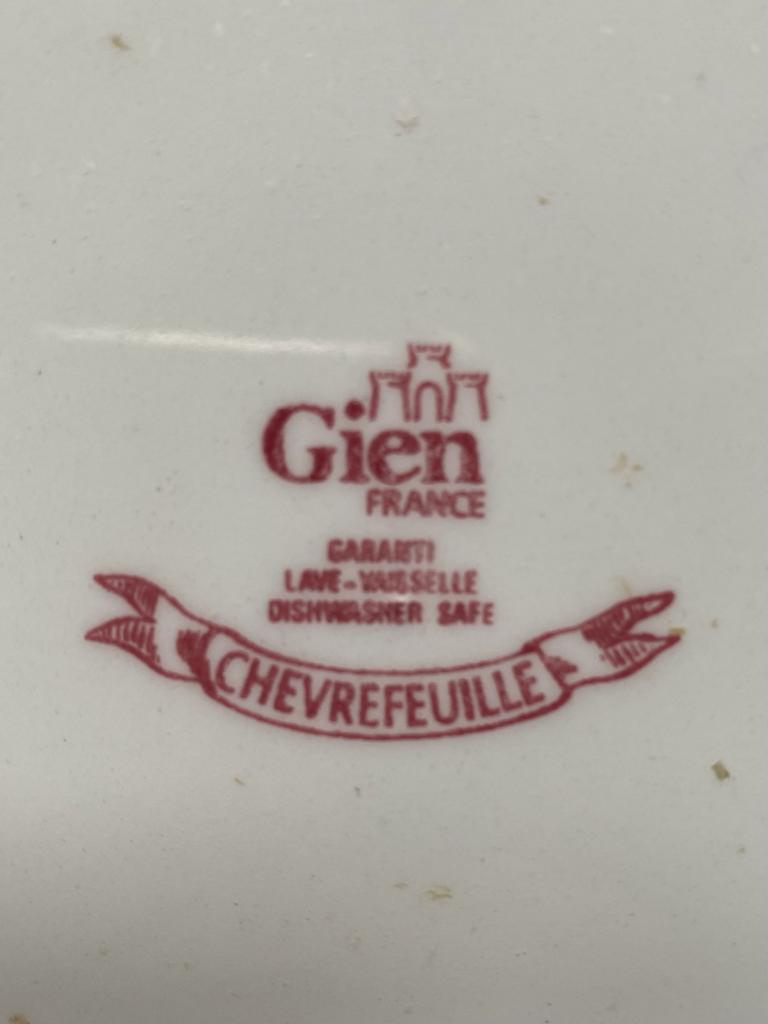 Gien
FRANCE
GARANTI
LAVE-VAISSELLE
DISHWASHER SAFE
CHEVREFEUILLE